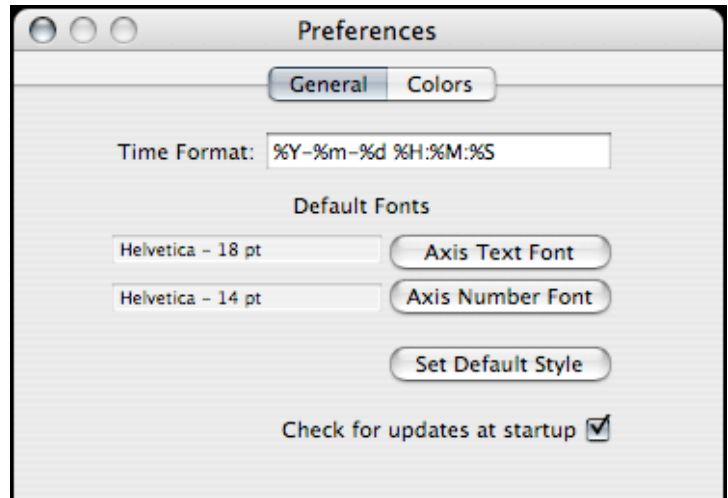 Preferences
General Colors
Time Format: %Y-%m-%d %H:%M:%S
Default Fonts
Helvetica - 18 pt Axis Text Font
Helvetica - 14 pt Axis Number Font
Set Default Style
Check for updates at startup